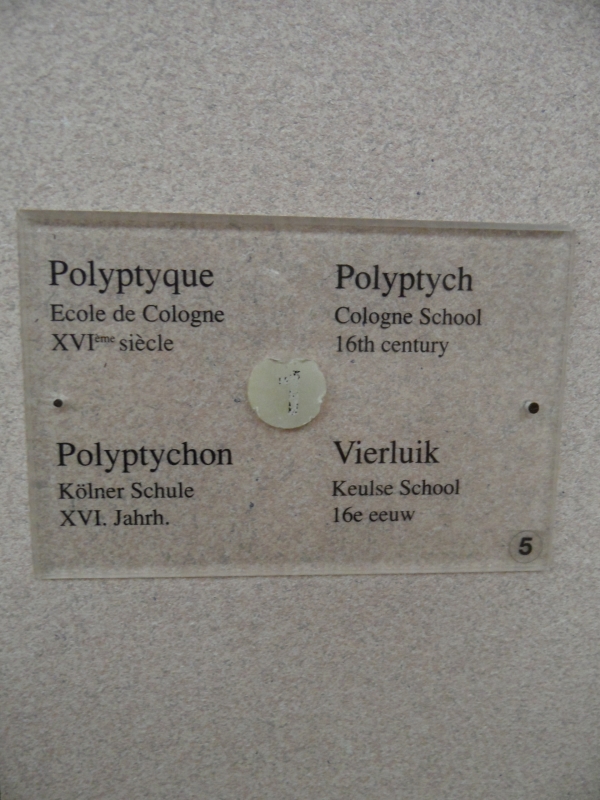 Polyptyque
Ecole de Cologne
XVIème siècle
Polyptych
Cologne School
16th century
Polyptychon
Kölner Schule
XVI. Jahrh.
Vierluik
Keulse School
16e eeuw
5